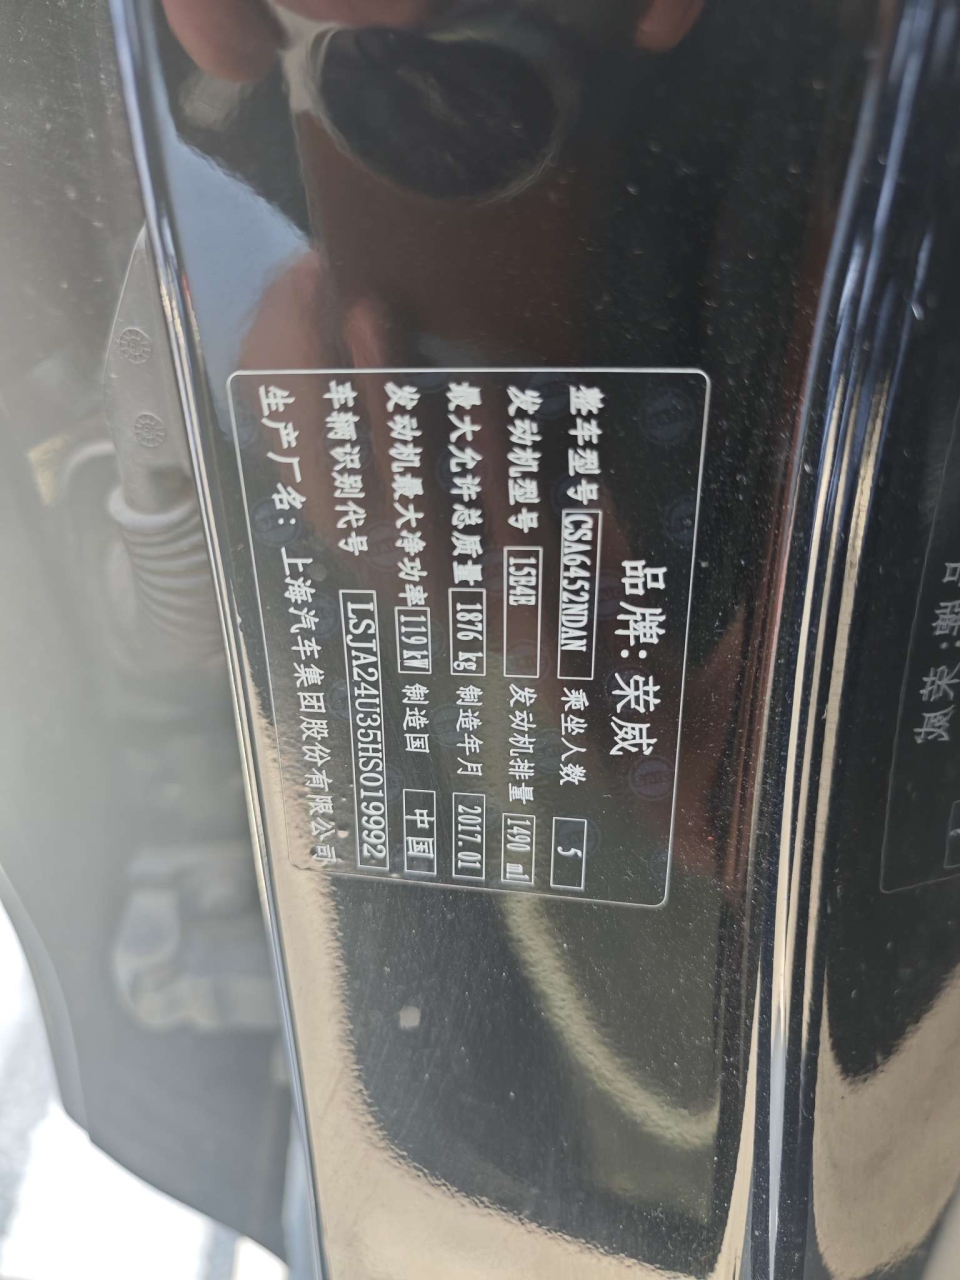 品牌：荣威
整车型号 CSA6452NDAN 乘坐人数 5
发动机型号 15E4E 发动机排量 1490 ml
最大允许总质量 1876 kg 制造年月 2017.01
发动机最大净功率 119 kW 制造国 中国
车辆识别代号 LSJA24U35HS019992
生产厂名：上海汽车集团股份有限公司